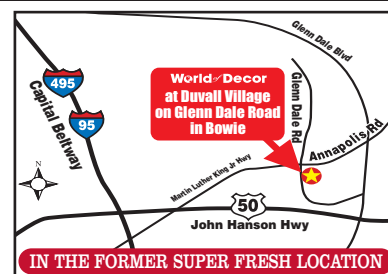 Glenn Dale Blvd
495
Capital Beltway
95
World of Decor
at Duvall Village
on Glenn Dale Road
in Bowie
Glenn Dale Rd
Annapolis Rd
Martin Luther King Jr Hwy
N
50
John Hanson Hwy
IN THE FORMER SUPER FRESH LOCATION